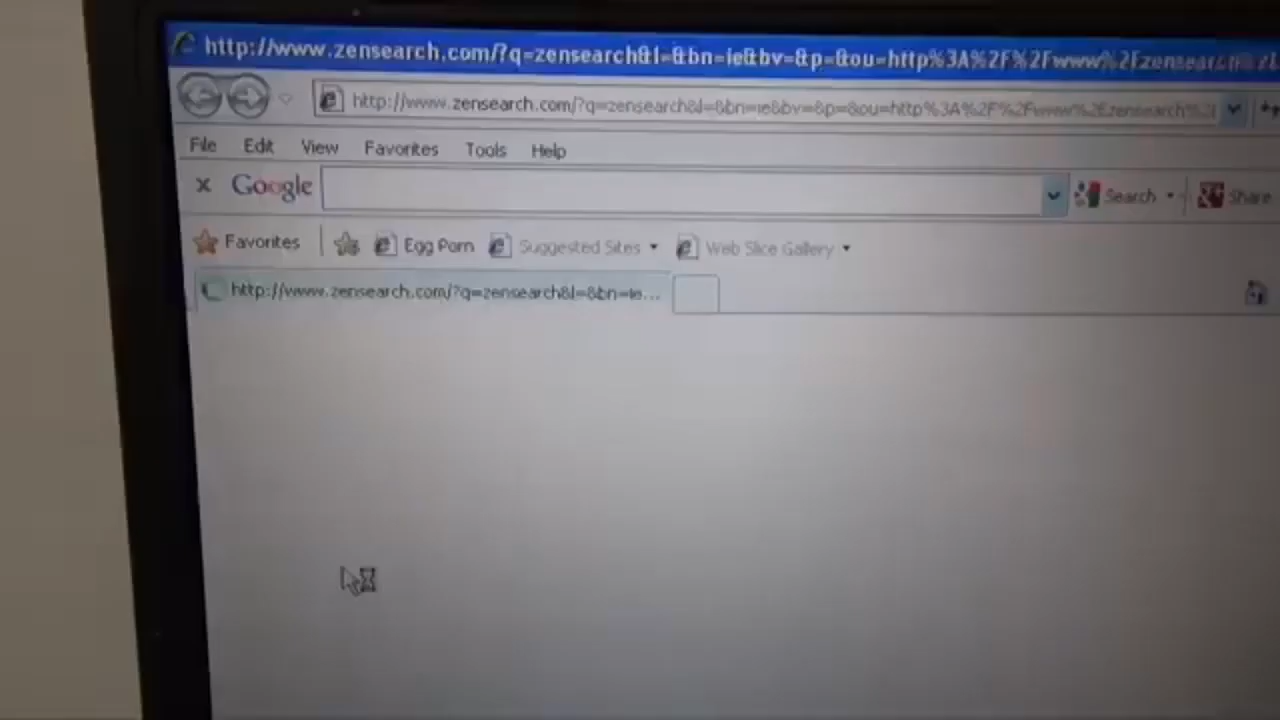 http://www.zensearch.com/?q=zensearch&l=&bn=ie&bv=&p=&ou=http%3A%2F%2Fwww%2Fzensearch
http://www.zensearch.com/?q=zensearch&l=&bn=ie&bv=&p=&ou=http%3A%2F%2Fwww%2Ezensearch%2
File Edit View Favorites Tools Help
x Google Search Share
Favorites Egg Porn Suggested Sites Web Slice Gallery
http://www.zensearch.com/?q=zensearch&l=&bn=ie...